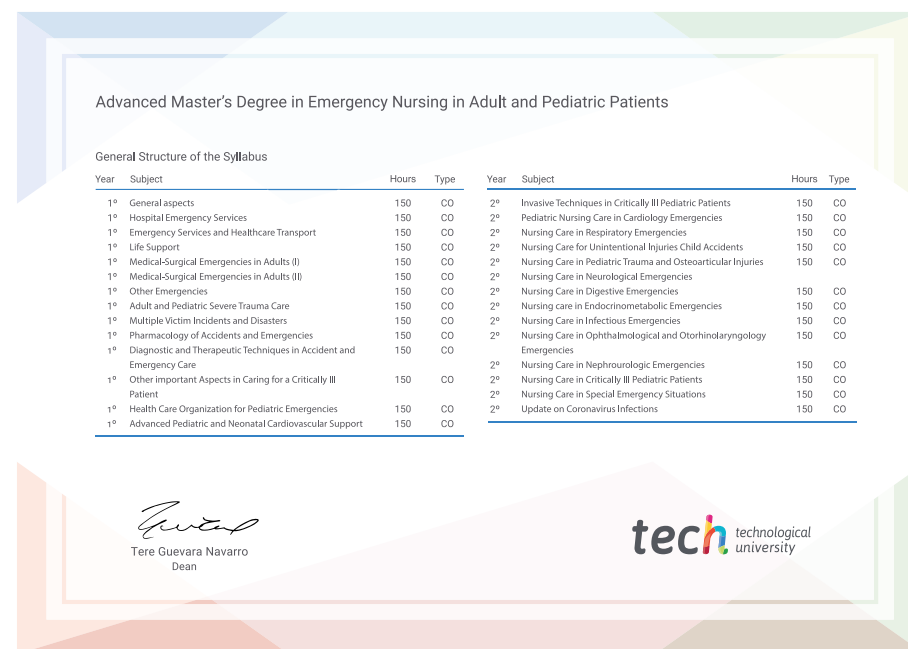 Advanced Master's Degree in Emergency Nursing in Adult and Pediatric Patients
General Structure of the Syllabus
Year Subject Hours Type
1º General aspects 150 CO
1º Hospital Emergency Services 150 CO
1º Emergency Services and Healthcare Transport 150 CO
1º Life Support 150 CO
1º Medical-Surgical Emergencies in Adults (I) 150 CO
1º Medical-Surgical Emergencies in Adults (II) 150 CO
1º Other Emergencies 150 CO
1º Adult and Pediatric Severe Trauma Care 150 CO
1º Multiple Victim Incidents and Disasters 150 CO
1º Pharmacology of Accidents and Emergencies 150 CO
1º Diagnostic and Therapeutic Techniques in Accident and 150 CO
Emergency Care
1º Other important Aspects in Caring for a Critically Ill 150 CO
Patient
1º Health Care Organization for Pediatric Emergencies 150 CO
1º Advanced Pediatric and Neonatal Cardiovascular Support 150 CO
Year Subject Hours Type
2º Invasive Techniques in Critically Ill Pediatric Patients 150 CO
2º Pediatric Nursing Care in Cardiology Emergencies 150 CO
2º Nursing Care in Respiratory Emergencies 150 CO
2º Nursing Care for Unintentional Injuries Child Accidents 150 CO
2º Nursing Care in Pediatric Trauma and Osteoarticular Injuries 150 CO
2º Nursing Care in Neurological Emergencies
2º Nursing Care in Digestive Emergencies 150 CO
2º Nursing care in Endocrinometabolic Emergencies 150 CO
2º Nursing Care in Infectious Emergencies 150 CO
2º Nursing Care in Ophthalmological and Otorhinolaryngology 150 CO
Emergencies
2º Nursing Care in Nephrourologic Emergencies 150 CO
2º Nursing Care in Critically Ill Pediatric Patients 150 CO
2º Nursing Care in Special Emergency Situations 150 CO
2º Update on Coronavirus Infections 150 CO
Tere Guevara Navarro
Dean
tech technological
university